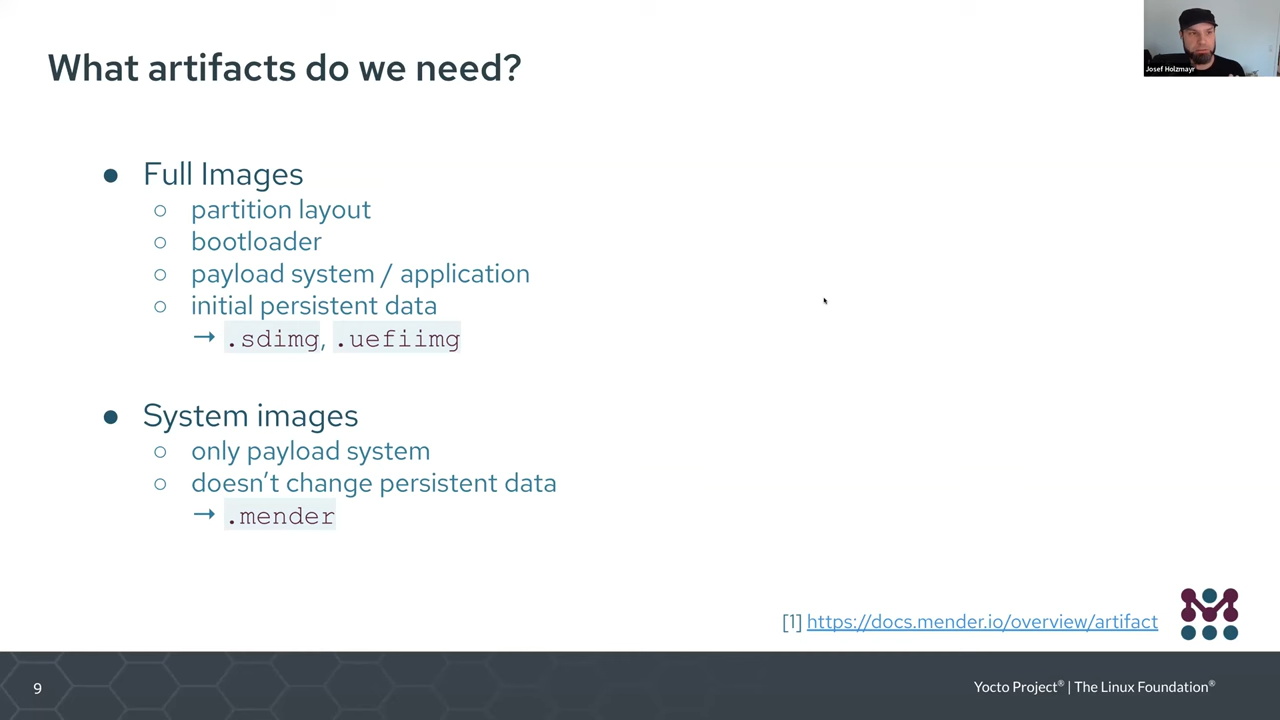 What artifacts do we need?
Josef Holzmayr
● Full Images
○ partition layout
○ bootloader
○ payload system / application
○ initial persistent data
→ .sdimg, .uefiimg
● System images
○ only payload system
○ doesn't change persistent data
→ .mender
[1] https://docs.mender.io/overview/artifact
9
Yocto Project® | The Linux Foundation®